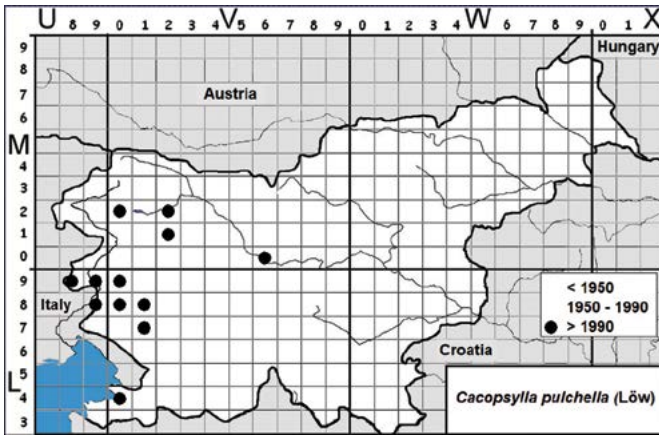 U 8 9 0 1 2 3 V 5 6 7 8 9 0 1 2 3 4 W 6 7 8 9 0 1 X
9
Hungary
8
Austria
7
6
M
4
3
2
1
0
9
Italy
< 1950
8
1950 - 1990
7
> 1990
6
Croatia
5
L
4
Cacopsylla pulchella (Löw)
3